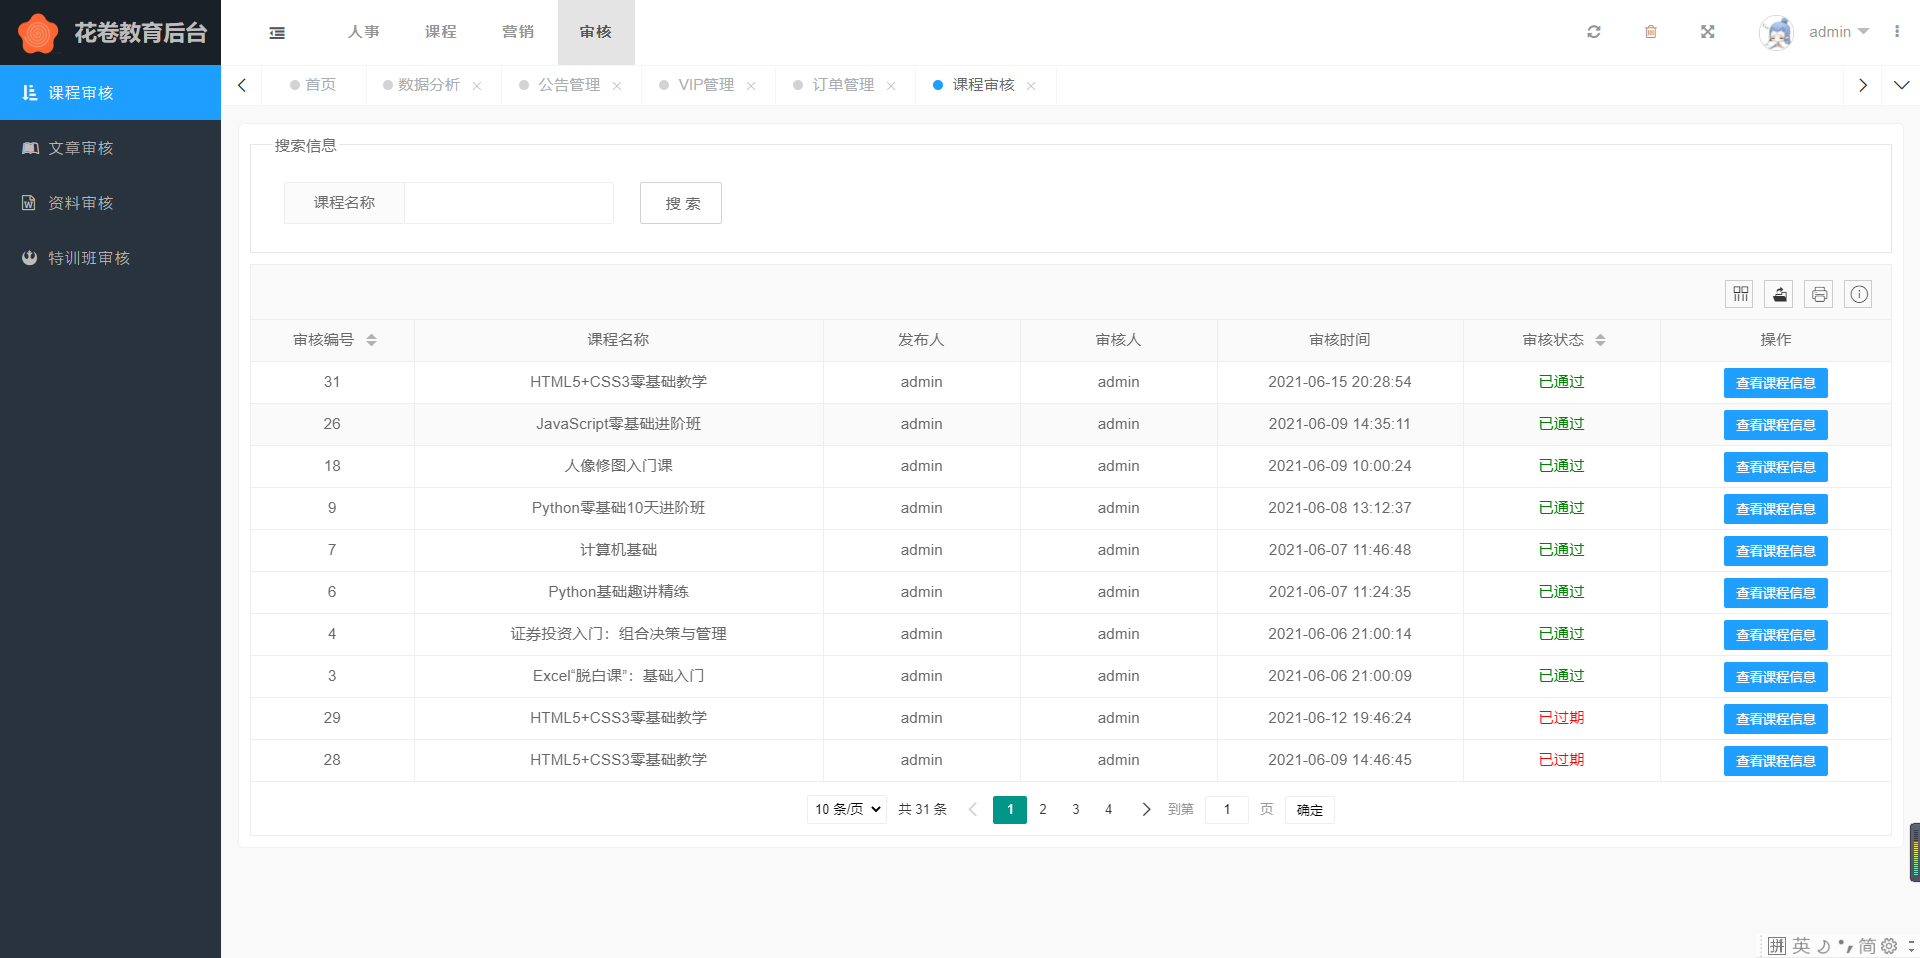 花卷教育后台
人事 课程 营销 审核
admin
课程审核
文章审核
资料审核
特训班审核
首页 数据分析 公告管理 VIP管理 订单管理 课程审核
搜索信息
课程名称 搜 索
审核编号 课程名称 发布人 审核人 审核时间 审核状态 操作
31 HTML5+CSS3零基础教学 admin admin 2021-06-15 20:28:54 已通过 查看课程信息
26 JavaScript零基础进阶班 admin admin 2021-06-09 14:35:11 已通过 查看课程信息
18 人像修图入门课 admin admin 2021-06-09 10:00:24 已通过 查看课程信息
9 Python零基础10天进阶班 admin admin 2021-06-08 13:12:37 已通过 查看课程信息
7 计算机基础 admin admin 2021-06-07 11:46:48 已通过 查看课程信息
6 Python基础趣讲精练 admin admin 2021-06-07 11:24:35 已通过 查看课程信息
4 证券投资入门：组合决策与管理 admin admin 2021-06-06 21:00:14 已通过 查看课程信息
3 Excel“脱白课”：基础入门 admin admin 2021-06-06 21:00:09 已通过 查看课程信息
29 HTML5+CSS3零基础教学 admin admin 2021-06-12 19:46:24 已过期 查看课程信息
28 HTML5+CSS3零基础教学 admin admin 2021-06-09 14:46:45 已过期 查看课程信息
10 条/页 共 31 条 1 2 3 4 到第 1 页 确定
拼 英 简